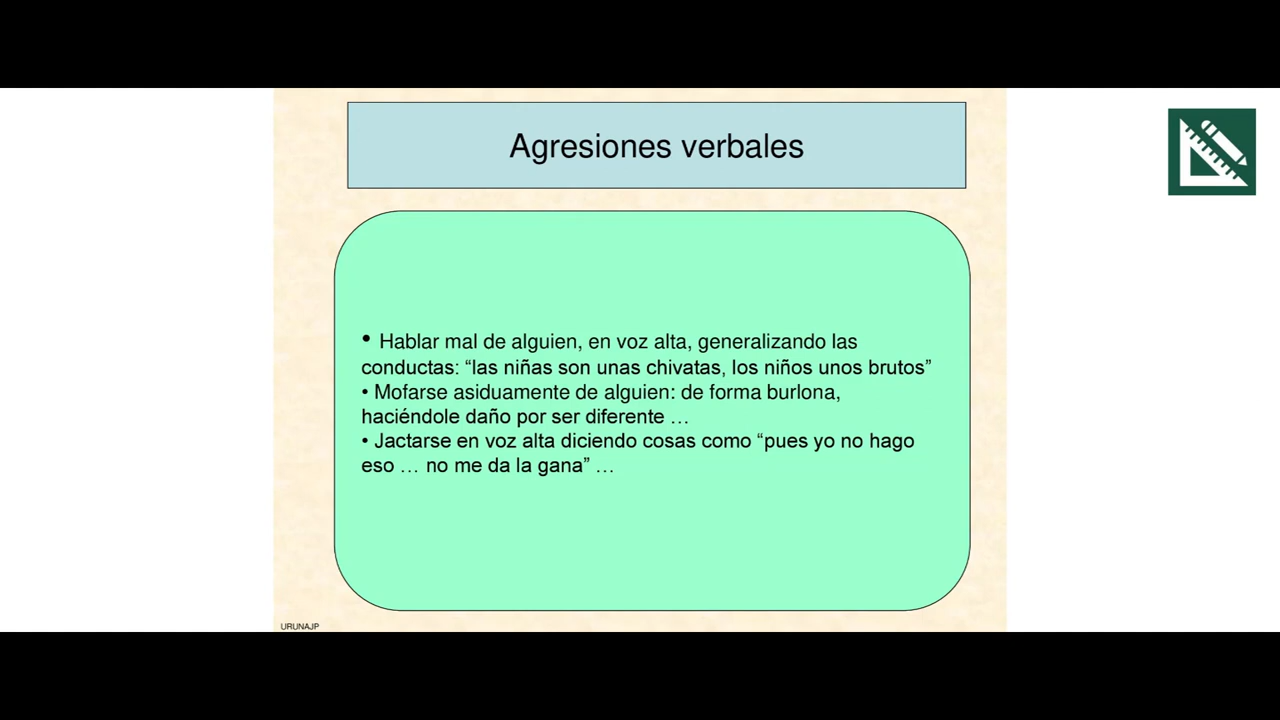 Agresiones verbales
• Hablar mal de alguien, en voz alta, generalizando las
conductas: “las niñas son unas chivatas, los niños unos brutos”
• Mofarse asiduamente de alguien: de forma burlona,
haciéndole daño por ser diferente …
• Jactarse en voz alta diciendo cosas como “pues yo no hago
eso … no me da la gana” …
URUNAJP